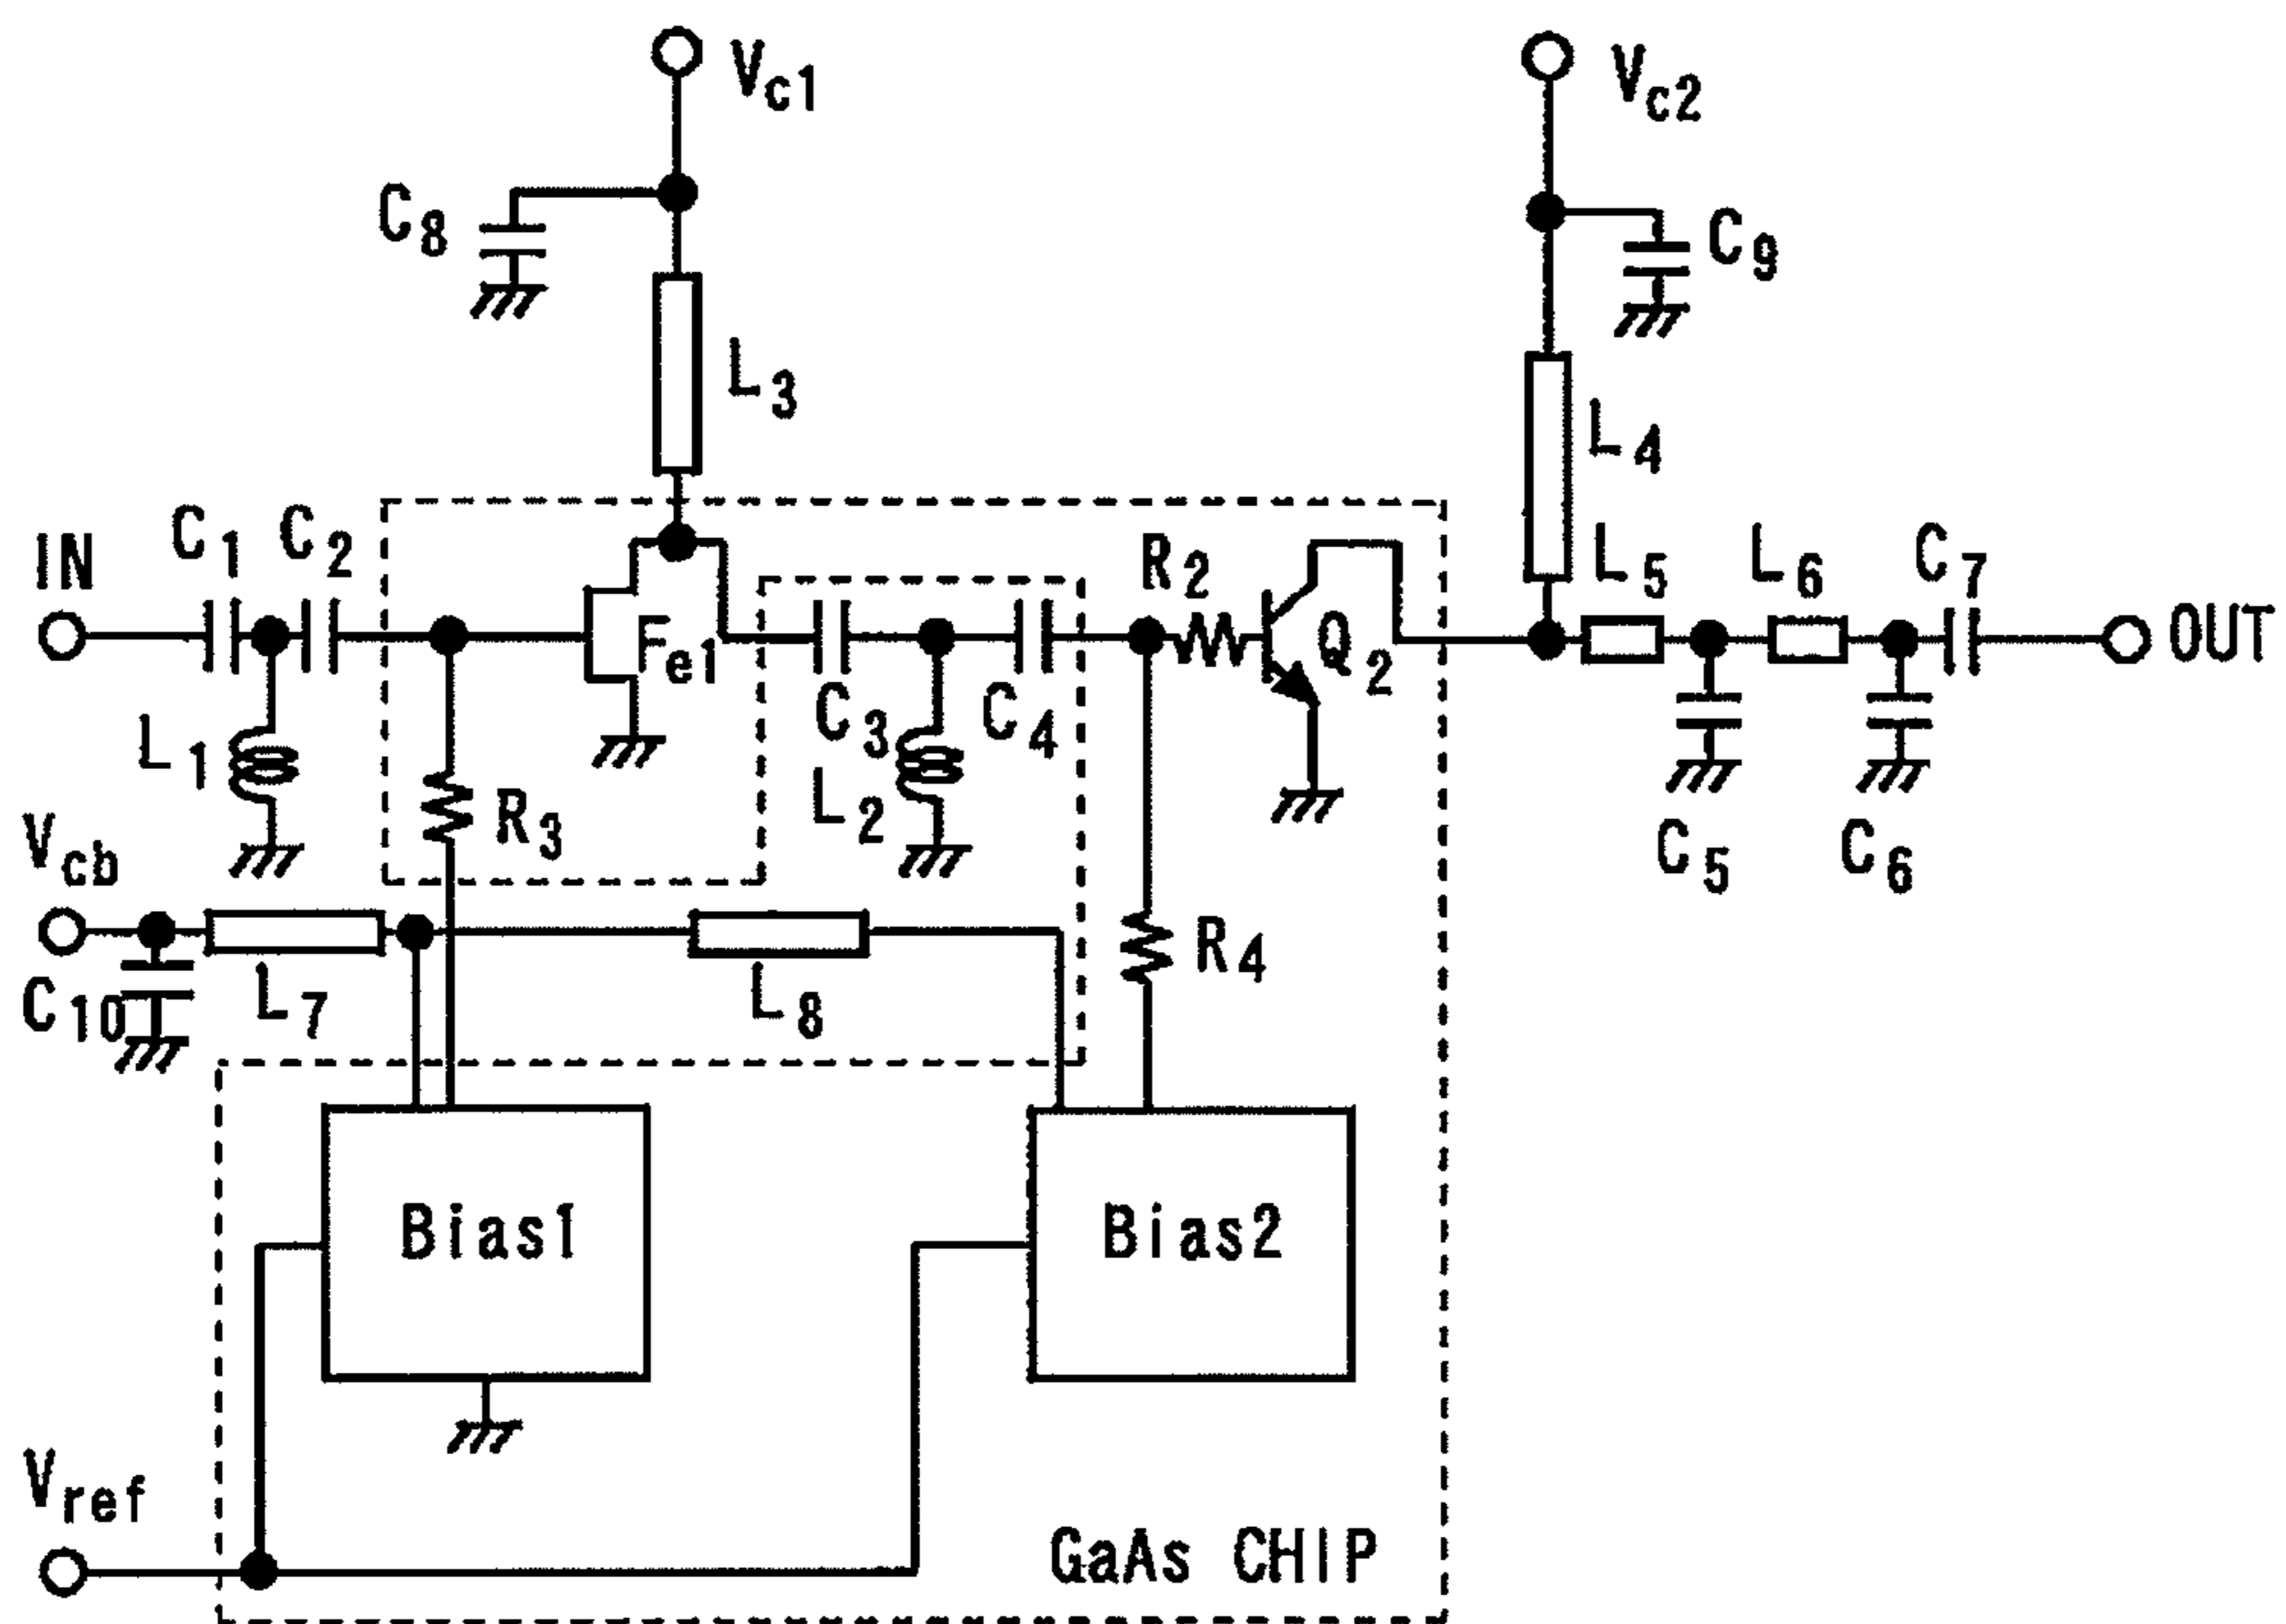 Vc1
Vc2
C8
C9
L3
L4
IN
C1
C2
R2
L5
L6
C7
OUT
Fe1
Q2
L1
C3
C4
L2
R3
C5
C6
Vcb
C10
L7
L8
R4
Bias1
Bias2
Vref
GaAs CHIP